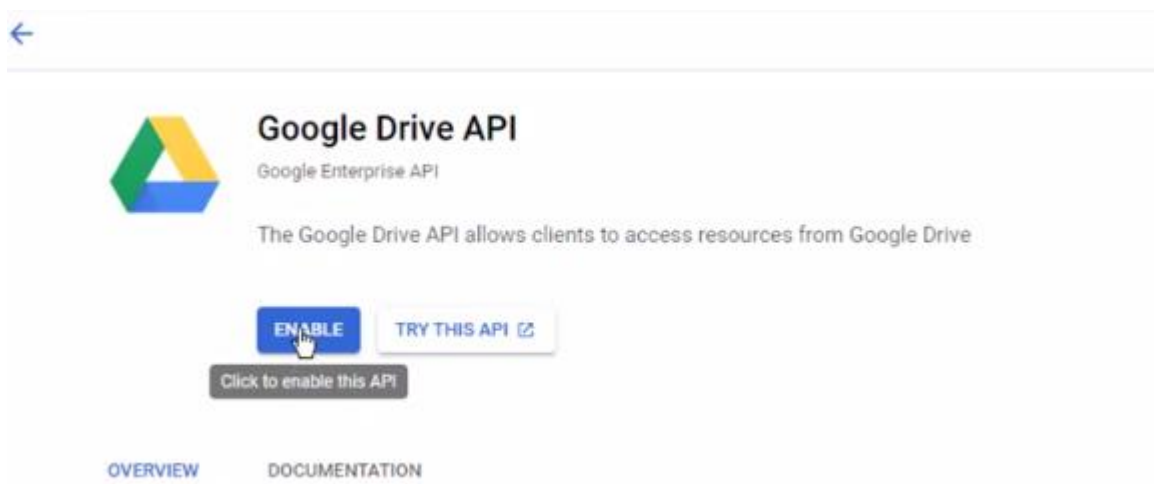 Google Drive API
Google Enterprise API
The Google Drive API allows clients to access resources from Google Drive
ENABLE TRY THIS API
Click to enable this API
OVERVIEW DOCUMENTATION